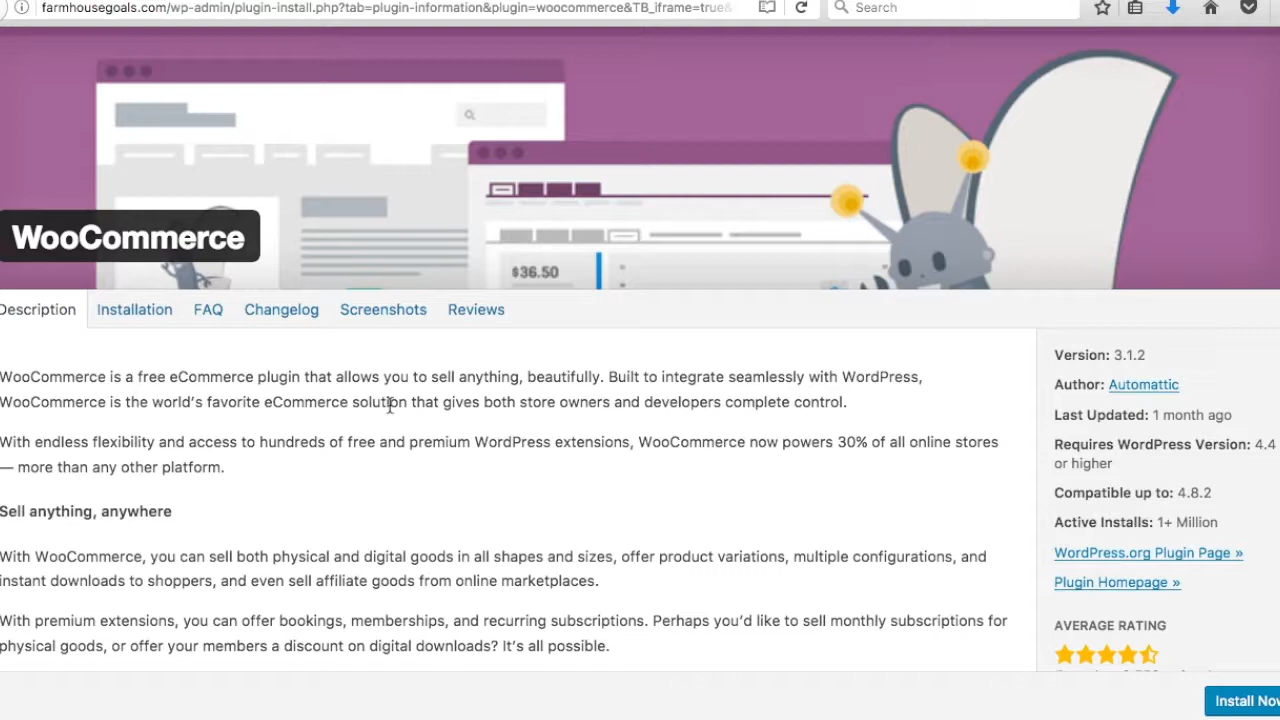 farmhousegoals.com/wp-admin/plugin-install.php?tab=plugin-information&plugin=woocommerce&TB_iframe=true&
Search
$36.50
WooCommerce
Description Installation FAQ Changelog Screenshots Reviews
WooCommerce is a free eCommerce plugin that allows you to sell anything, beautifully. Built to integrate seamlessly with WordPress,
WooCommerce is the world's favorite eCommerce solution that gives both store owners and developers complete control.
With endless flexibility and access to hundreds of free and premium WordPress extensions, WooCommerce now powers 30% of all online stores
— more than any other platform.
Sell anything, anywhere
With WooCommerce, you can sell both physical and digital goods in all shapes and sizes, offer product variations, multiple configurations, and
instant downloads to shoppers, and even sell affiliate goods from online marketplaces.
With premium extensions, you can offer bookings, memberships, and recurring subscriptions. Perhaps you'd like to sell monthly subscriptions for
physical goods, or offer your members a discount on digital downloads? It's all possible.
Version: 3.1.2
Author: Automattic
Last Updated: 1 month ago
Requires WordPress Version: 4.4
or higher
Compatible up to: 4.8.2
Active Installs: 1+ Million
WordPress.org Plugin Page »
Plugin Homepage »
AVERAGE RATING
Install Now